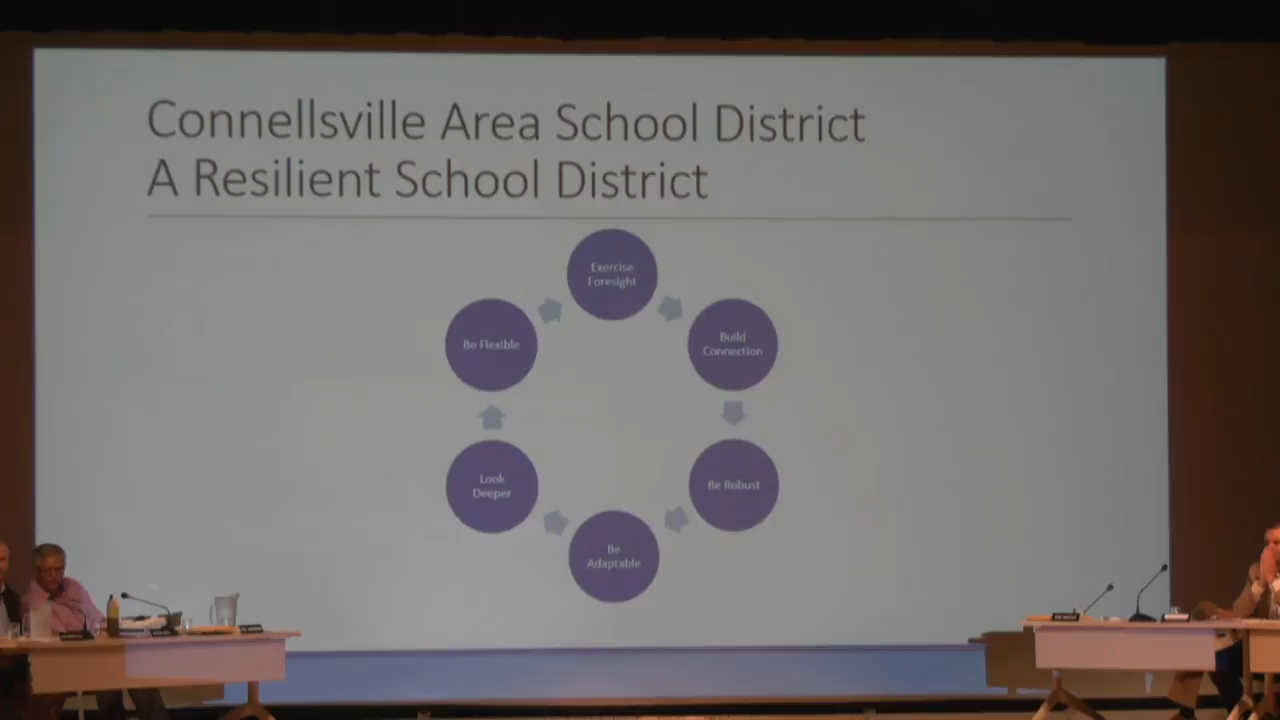 Connellsville Area School District
A Resilient School District
Exercise
Foresight
Build
Connection
Be Robust
Be
Adaptable
Look
Deeper
Be Flexible